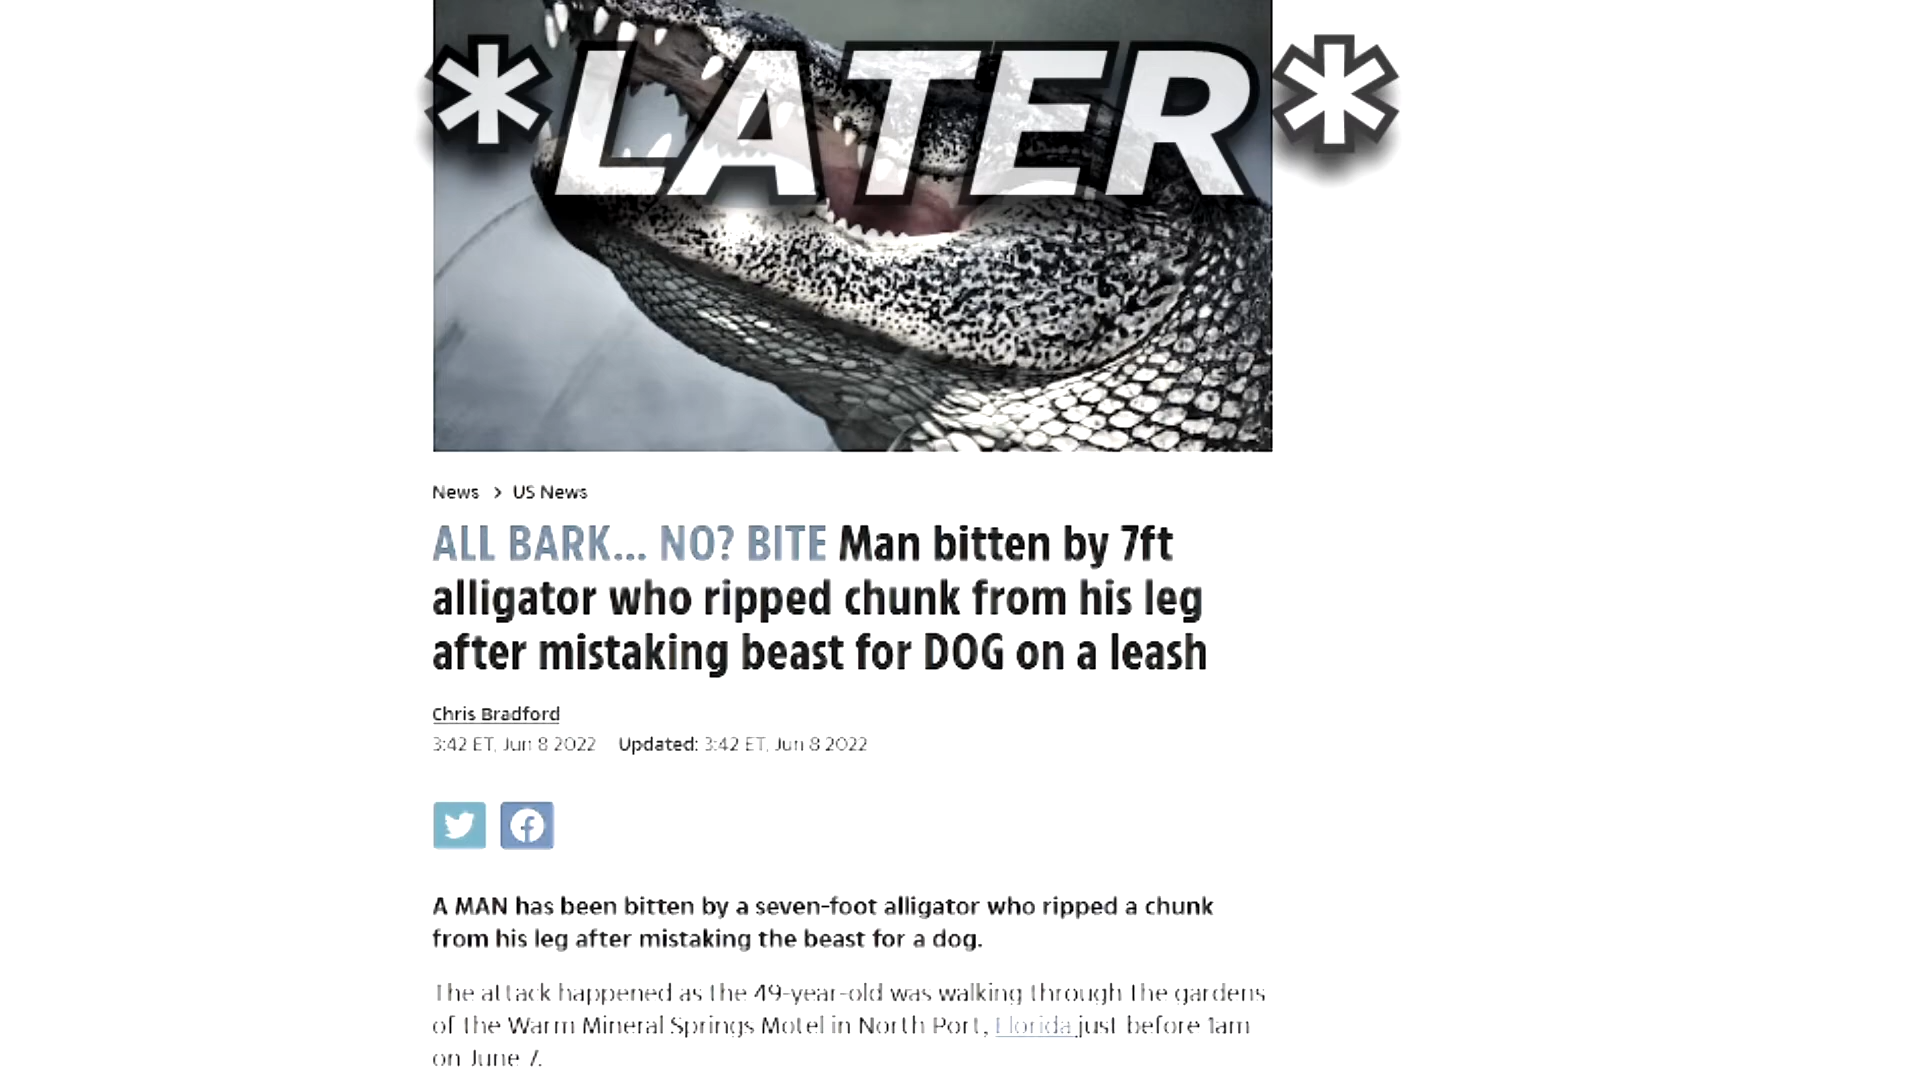 *LATER*
News > US News
ALL BARK... NO? BITE Man bitten by 7ft
alligator who ripped chunk from his leg
after mistaking beast for DOG on a leash
Chris Bradford
3:42 ET, Jun 8 2022 Updated: 3:42 ET, Jun 8 2022
A MAN has been bitten by a seven-foot alligator who ripped a chunk
from his leg after mistaking the beast for a dog.
The attack happened as the 49-year-old was walking through the gardens
of the Warm Mineral Springs Motel in North Port, Florida just before 1am
on June 7.